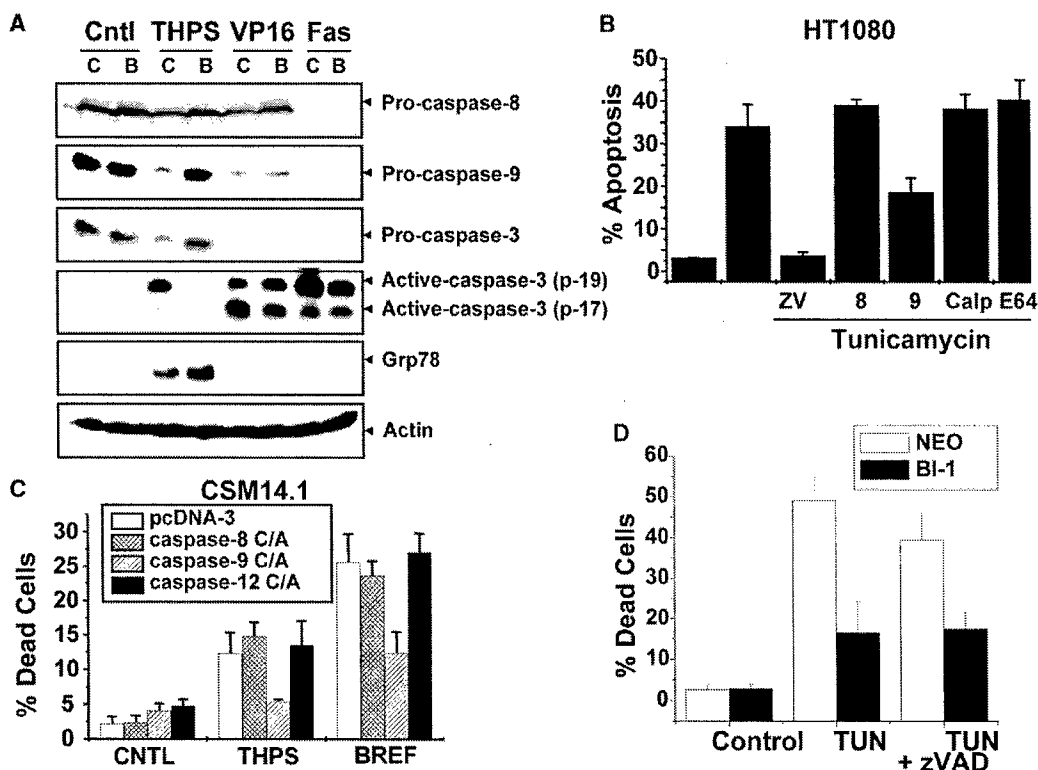 A
Cntl THPS VP16 Fas
C B C B C B C B
Pro-caspase-8
Pro-caspase-9
Pro-caspase-3
Active-caspase-3 (p-19)
Active-caspase-3 (p-17)
Grp78
Actin
B
HT1080
% Apoptosis
50
40
30
20
10
0
ZV 8 9 Calp E64
Tunicamycin
C
CSM14.1
pcDNA-3
caspase-8 C/A
caspase-9 C/A
caspase-12 C/A
% Dead Cells
30
25
20
15
10
5
0
CNTL THPS BREF
D
NEO
BI-1
% Dead Cells
60
50
40
30
20
10
0
Control TUN TUN
+ zVAD